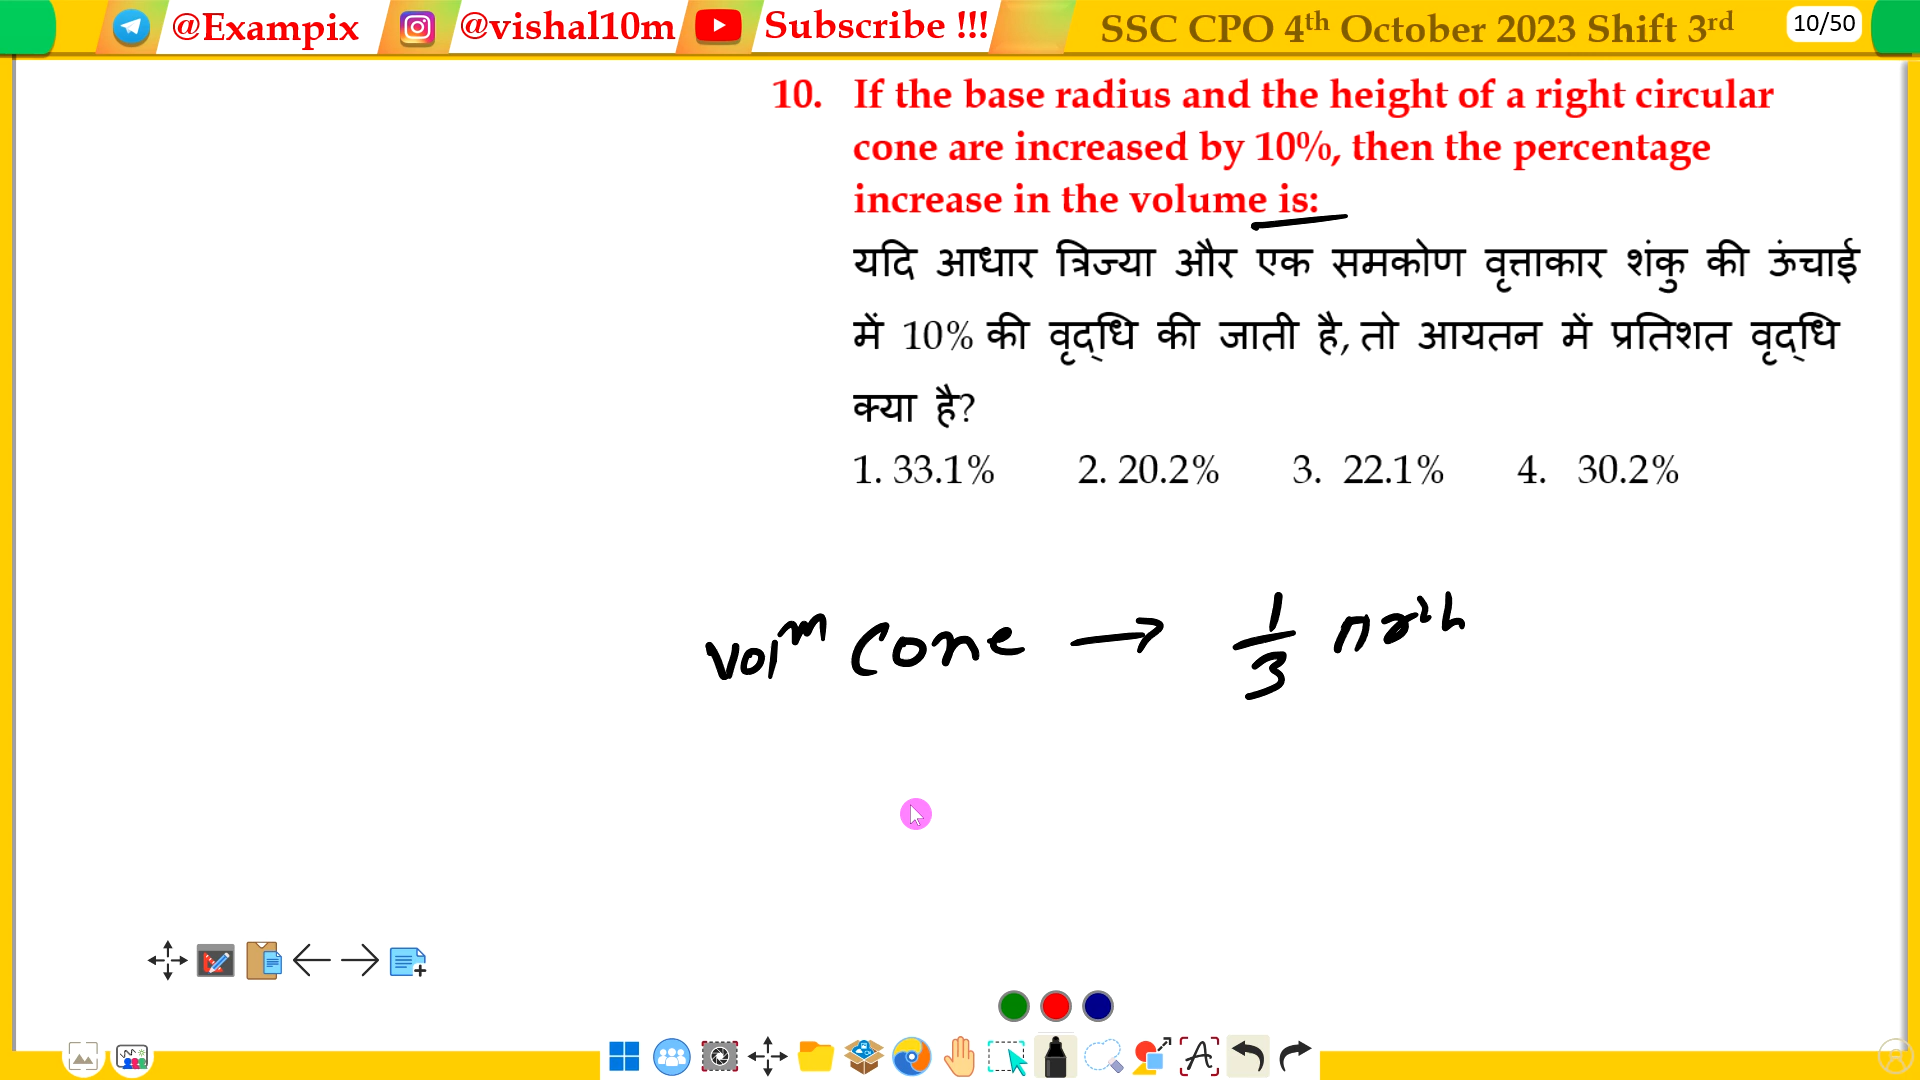 @Exampix @vishal10m Subscribe !!! SSC CPO 4th October 2023 Shift 3rd 10/50
10. If the base radius and the height of a right circular
cone are increased by 10%, then the percentage
increase in the volume is:
यदि आधार त्रिज्या और एक समकोण वृत्ताकार शंकु की ऊंचाई
में 10% की वृद्धि की जाती है, तो आयतन में प्रतिशत वृद्धि
क्या है?
1. 33.1% 2. 20.2% 3. 22.1% 4. 30.2%
volm cone → 1/3 πr²h